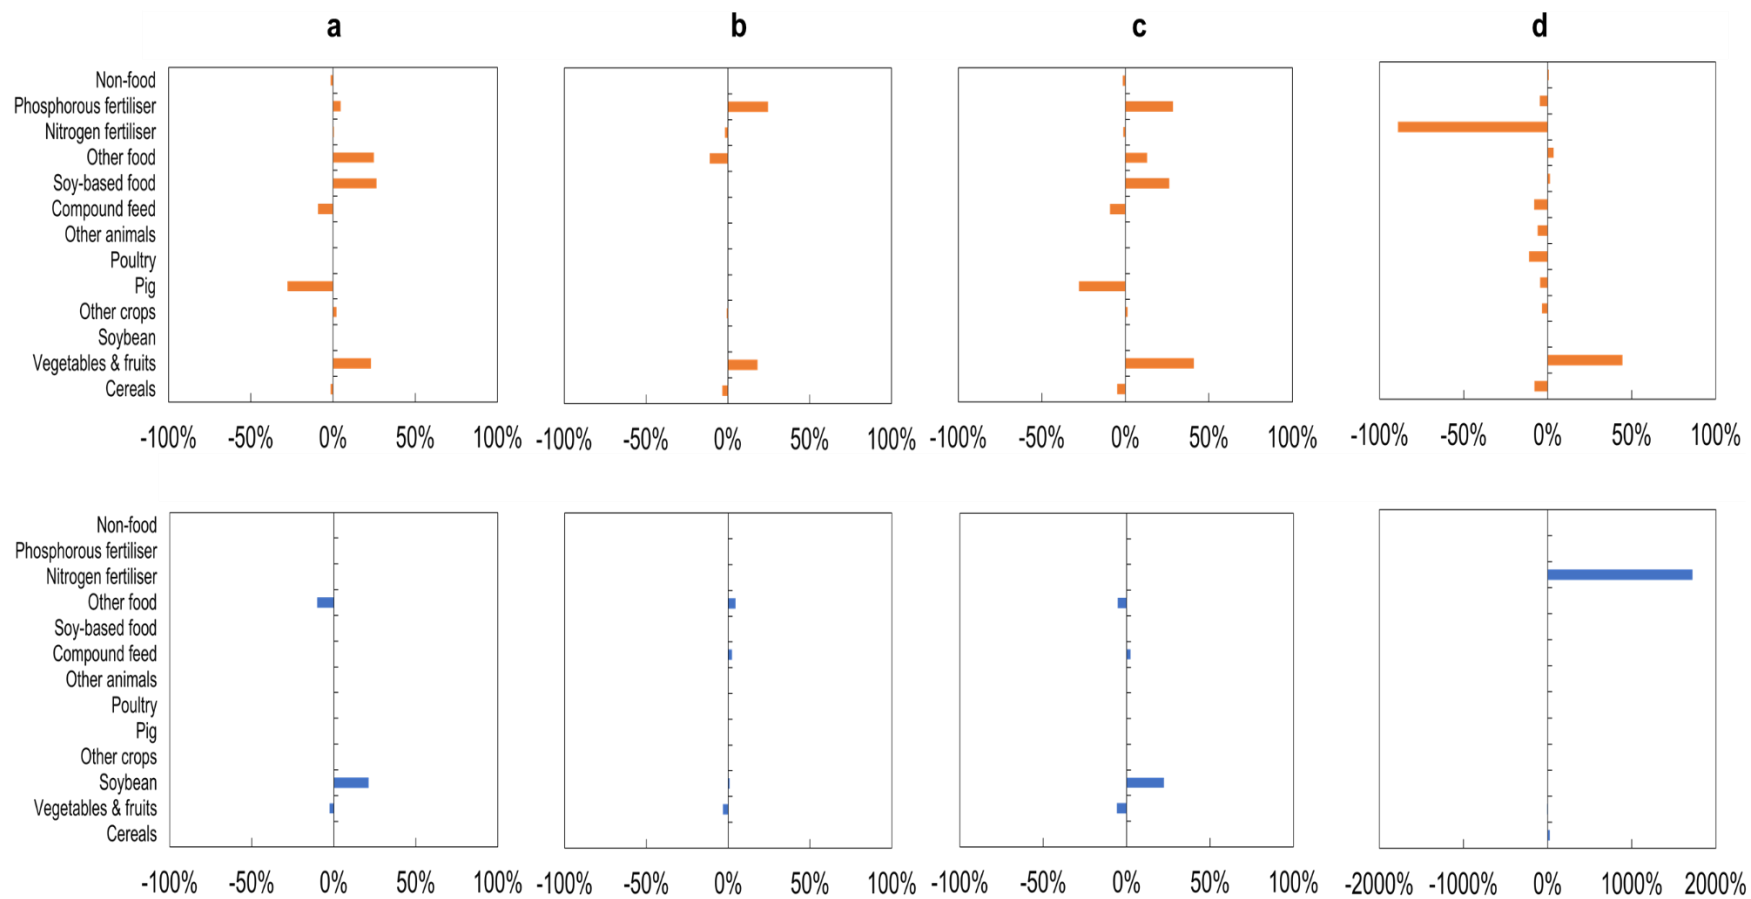 a b c d
Non-food
Phosphorous fertiliser
Nitrogen fertiliser
Other food
Soy-based food
Compound feed
Other animals
Poultry
Pig
Other crops
Soybean
Vegetables & fruits
Cereals
-100% -50% 0% 50% 100% -100% -50% 0% 50% 100% -100% -50% 0% 50% 100% -100% -50% 0% 50% 100%
Non-food
Phosphorous fertiliser
Nitrogen fertiliser
Other food
Soy-based food
Compound feed
Other animals
Poultry
Pig
Other crops
Soybean
Vegetables & fruits
Cereals
-100% -50% 0% 50% 100% -100% -50% 0% 50% 100% -100% -50% 0% 50% 100% -2000% -1000% 0% 1000% 2000%